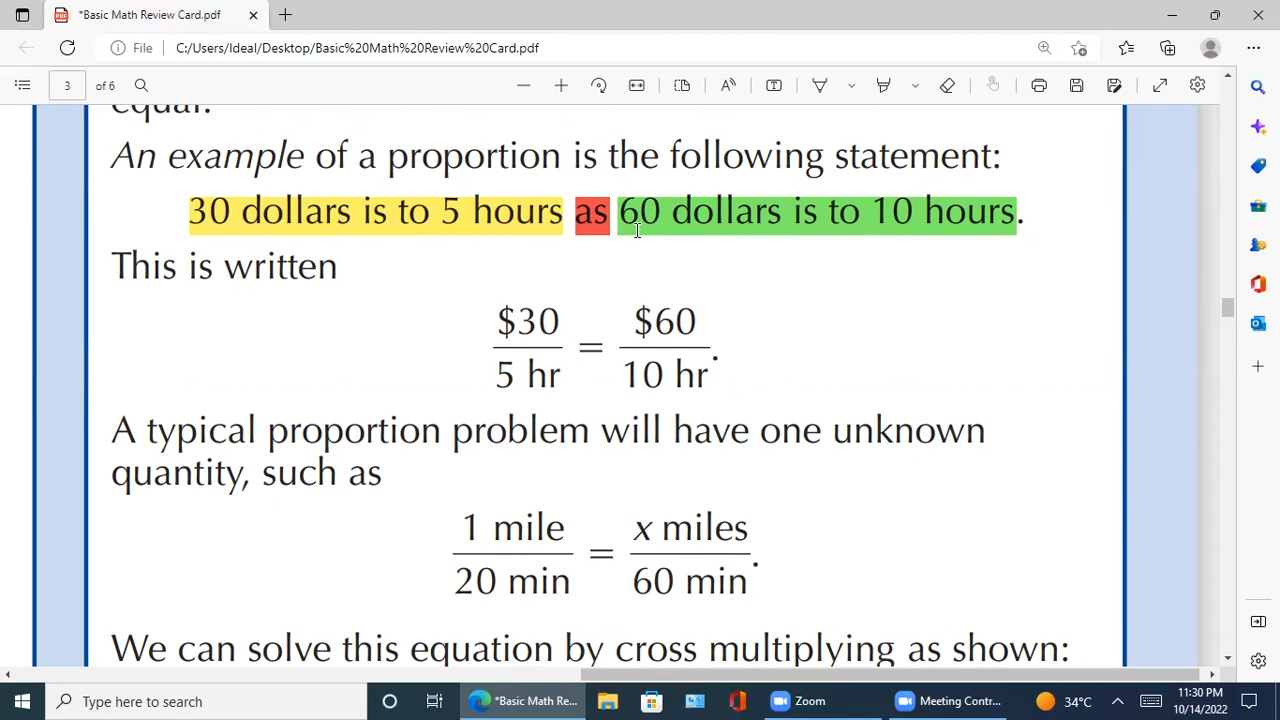 *Basic Math Review Card.pdf
File C:/Users/Ideal/Desktop/Basic%20Math%20Review%20Card.pdf
3 of 6
equal.
An example of a proportion is the following statement:
30 dollars is to 5 hours as 60 dollars is to 10 hours.
This is written
$30 / 5 hr = $60 / 10 hr.
A typical proportion problem will have one unknown
quantity, such as
1 mile / 20 min = x miles / 60 min.
We can solve this equation by cross multiplying as shown:
Type here to search
*Basic Math Re...
Zoom
Meeting Contr...
34°C
11:30 PM
10/14/2022